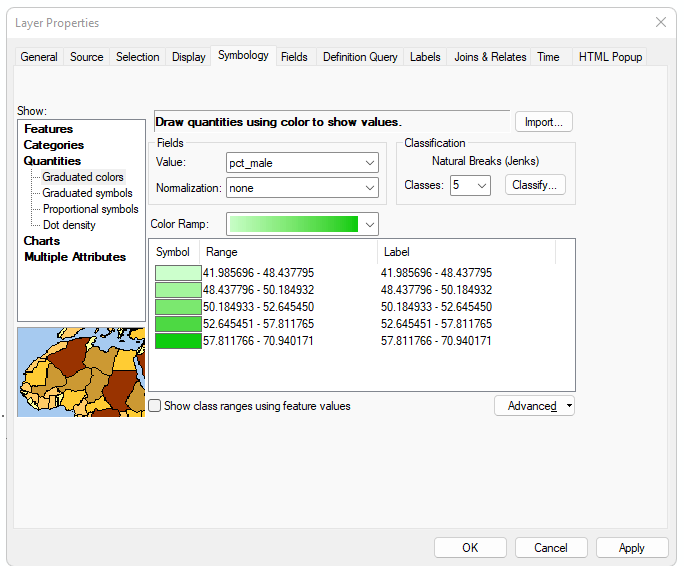 Layer Properties
General Source Selection Display Symbology Fields Definition Query Labels Joins & Relates Time HTML Popup
Show:
Features
Categories
Quantities
Graduated colors
Graduated symbols
Proportional symbols
Dot density
Charts
Multiple Attributes
Draw quantities using color to show values.
Import...
Fields
Value: pct_male
Normalization: none
Classification
Natural Breaks (Jenks)
Classes: 5 Classify...
Color Ramp:
Symbol Range Label
41.985696 - 48.437795 41.985696 - 48.437795
48.437796 - 50.184932 48.437796 - 50.184932
50.184933 - 52.645450 50.184933 - 52.645450
52.645451 - 57.811765 52.645451 - 57.811765
57.811766 - 70.940171 57.811766 - 70.940171
Show class ranges using feature values
Advanced
OK Cancel Apply